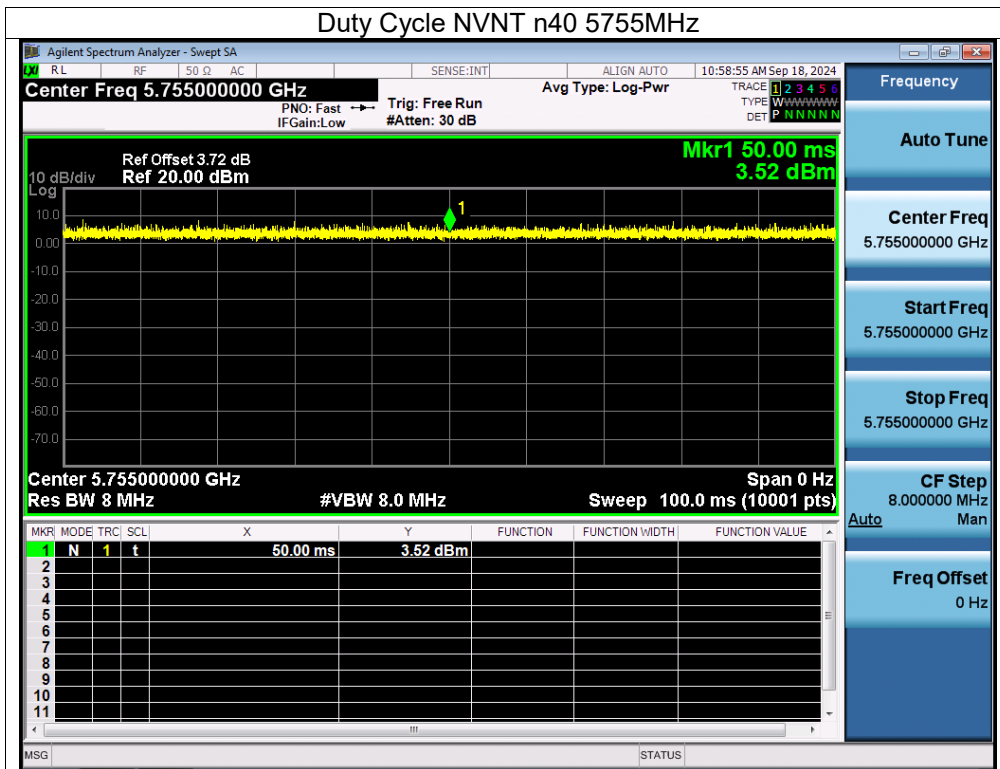 Duty Cycle NVNT n40 5755MHz
Agilent Spectrum Analyzer - Swept SA
LXI RL RF 50 Ω AC SENSE:INT ALIGN AUTO 10:58:55 AM Sep 18, 2024
Center Freq 5.755000000 GHz Avg Type: Log-Pwr TRACE 1 2 3 4 5 6
PNO: Fast Trig: Free Run TYPE WWWWWW
IFGain:Low #Atten: 30 dB DET P N N N N N
Mkr1 50.00 ms
Ref Offset 3.72 dB
10 dB/div Ref 20.00 dBm 3.52 dBm
Log
10.0
1
0.00
-10.0
-20.0
-30.0
-40.0
-50.0
-60.0
-70.0
Center 5.755000000 GHz Span 0 Hz
Res BW 8 MHz #VBW 8.0 MHz Sweep 100.0 ms (10001 pts)
MKR MODE TRC SCL X Y FUNCTION FUNCTION WIDTH FUNCTION VALUE
1 N 1 t 50.00 ms 3.52 dBm
2
3
4
5
6
7
8
9
10
11
MSG STATUS
Frequency
Auto Tune
Center Freq
5.755000000 GHz
Start Freq
5.755000000 GHz
Stop Freq
5.755000000 GHz
CF Step
8.000000 MHz
Auto Man
Freq Offset
0 Hz